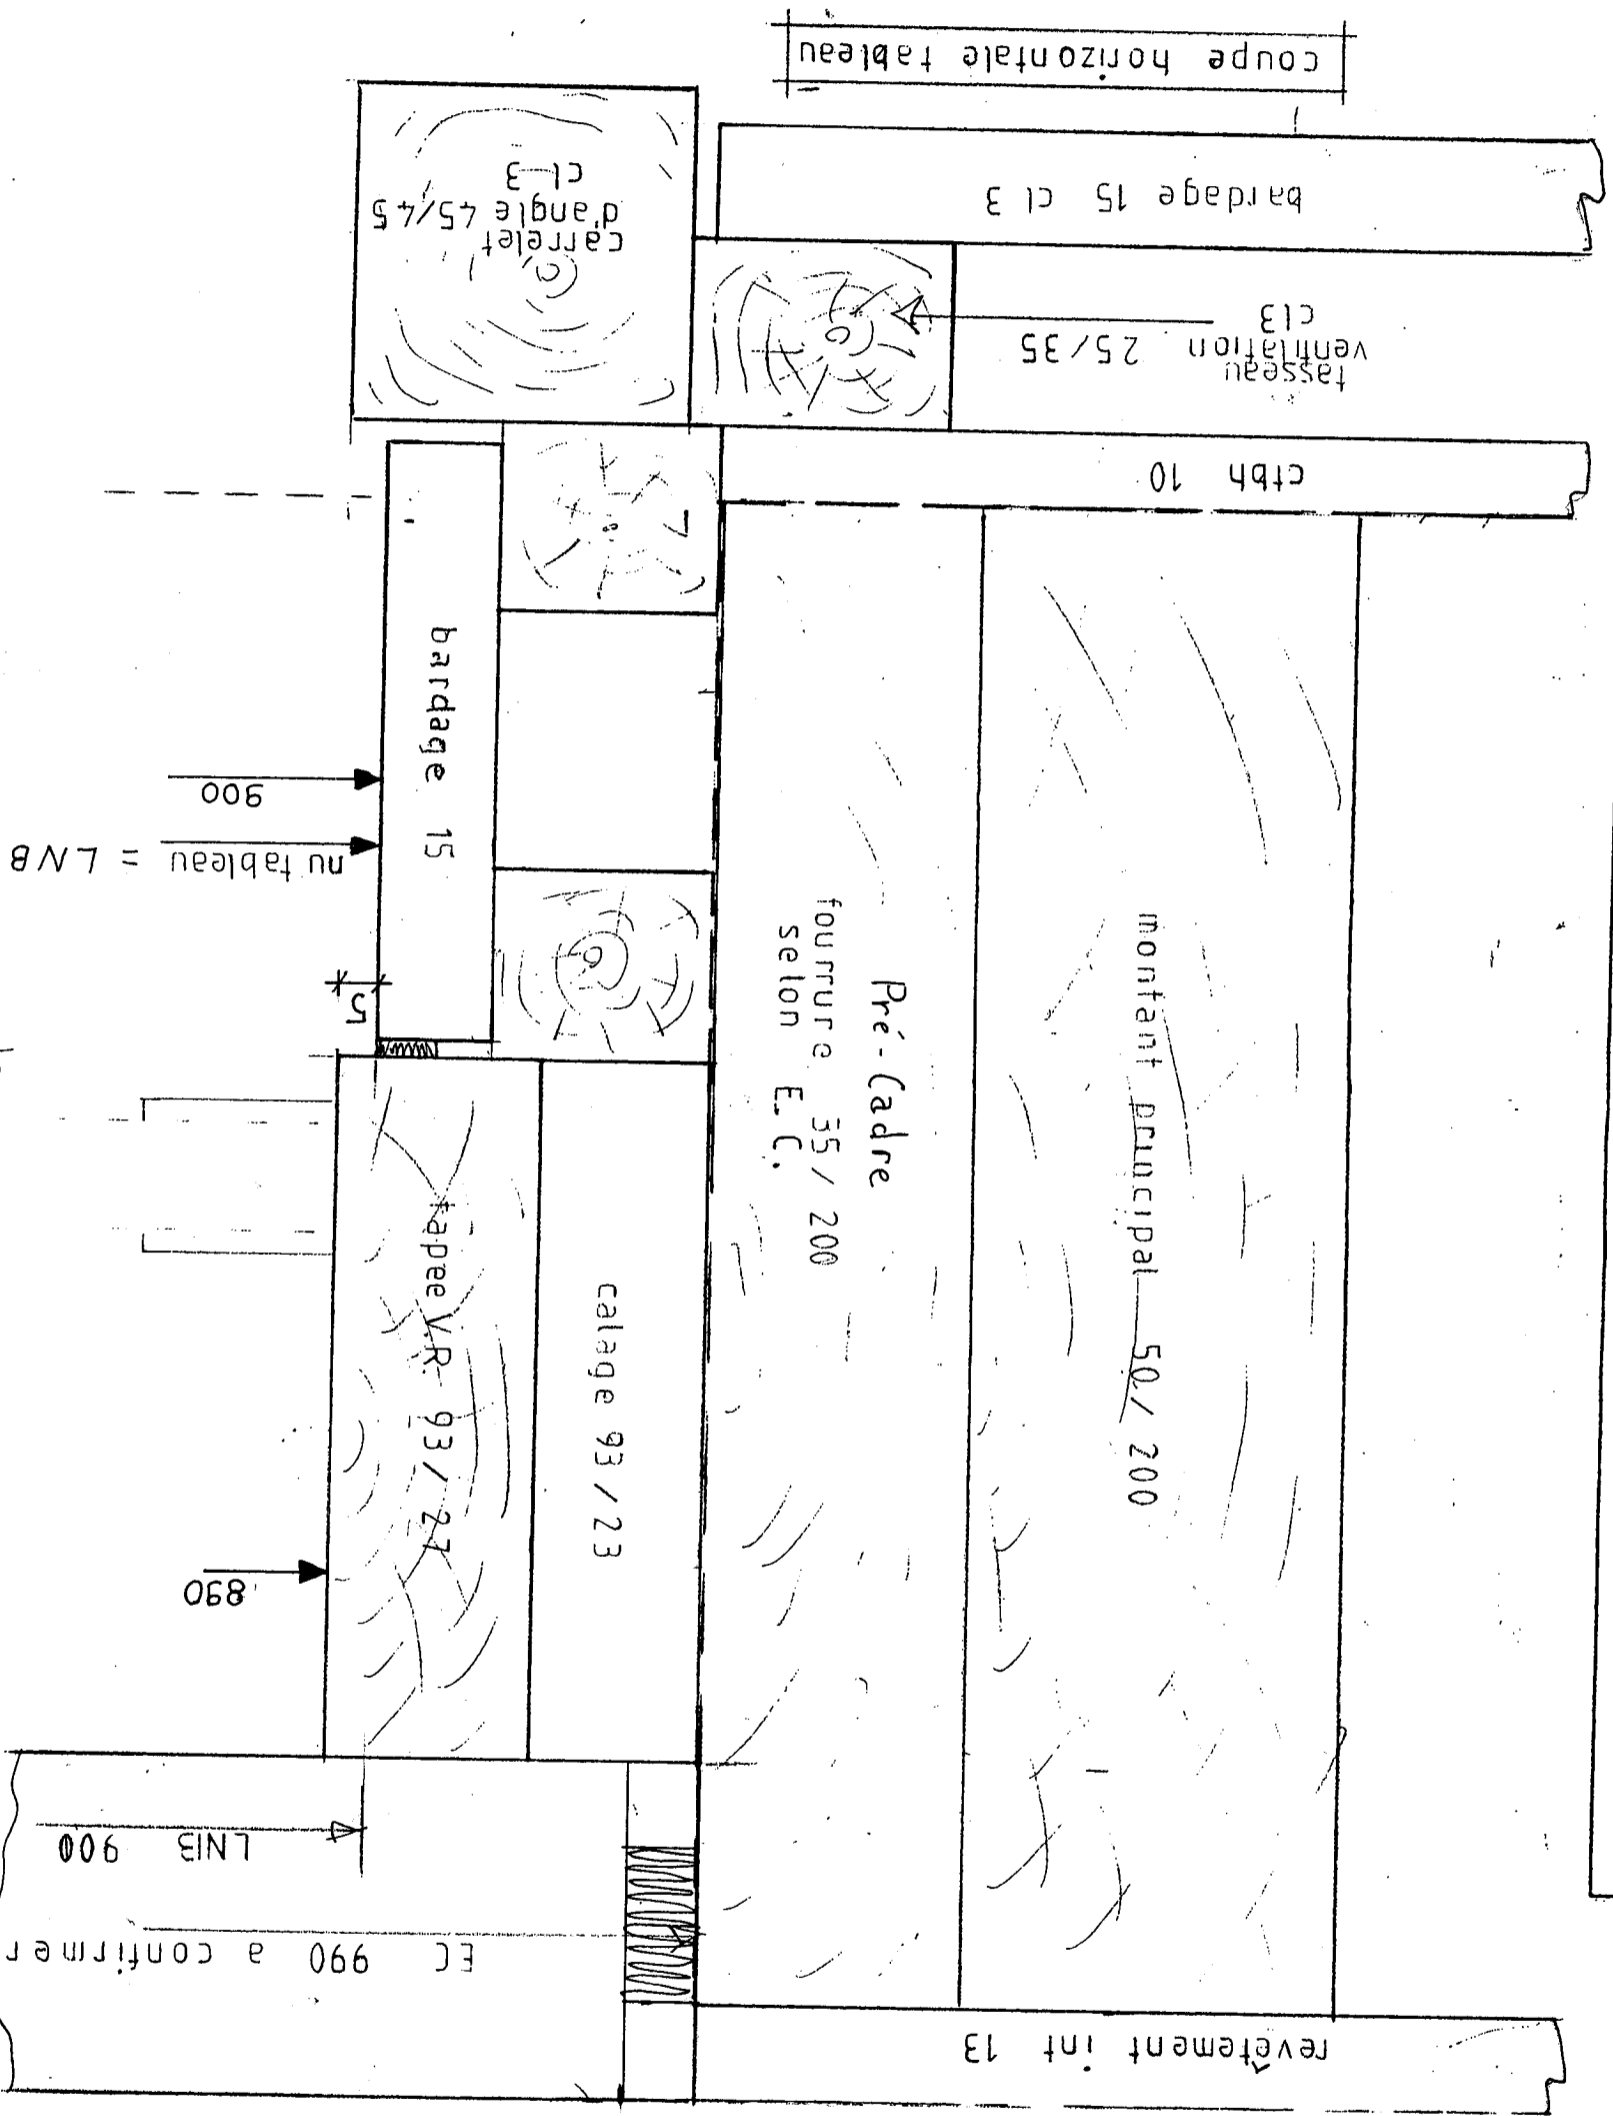 coupe horizontale tableau
bardage 15 cl 3
carrelet
d'angle 45/45
cl 3
tasseau
ventilation 25/35
cl3
ctbh 10
bardage 15
900
nu tableau = LNB
5
Pré-Cadre
fourrure 35/200
selon E.C.
montant principal 50/200
tapee V.R. 93/27
calage 93/23
890
LNB 900
EC 990 a confirmer
revêtement int 13